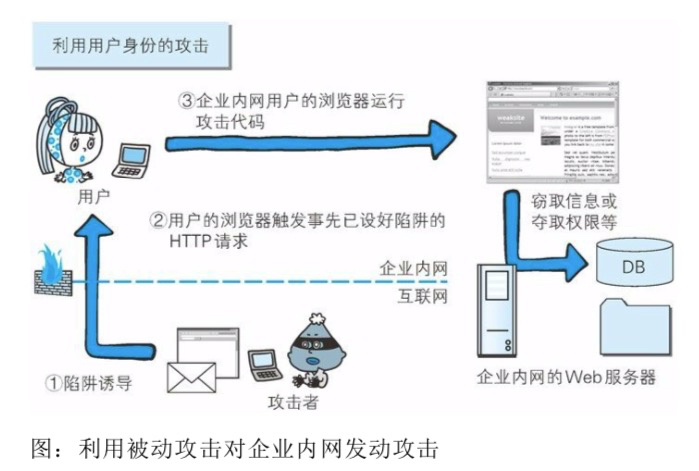 利用用户身份的攻击
③企业内网用户的浏览器运行
攻击代码
weaksite
Welcome to example.com
用户
窃取信息或
夺取权限等
②用户的浏览器触发事先已设好陷阱的
HTTP请求
DB
企业内网
互联网
①陷阱诱导
攻击者
企业内网的Web服务器
图：利用被动攻击对企业内网发动攻击